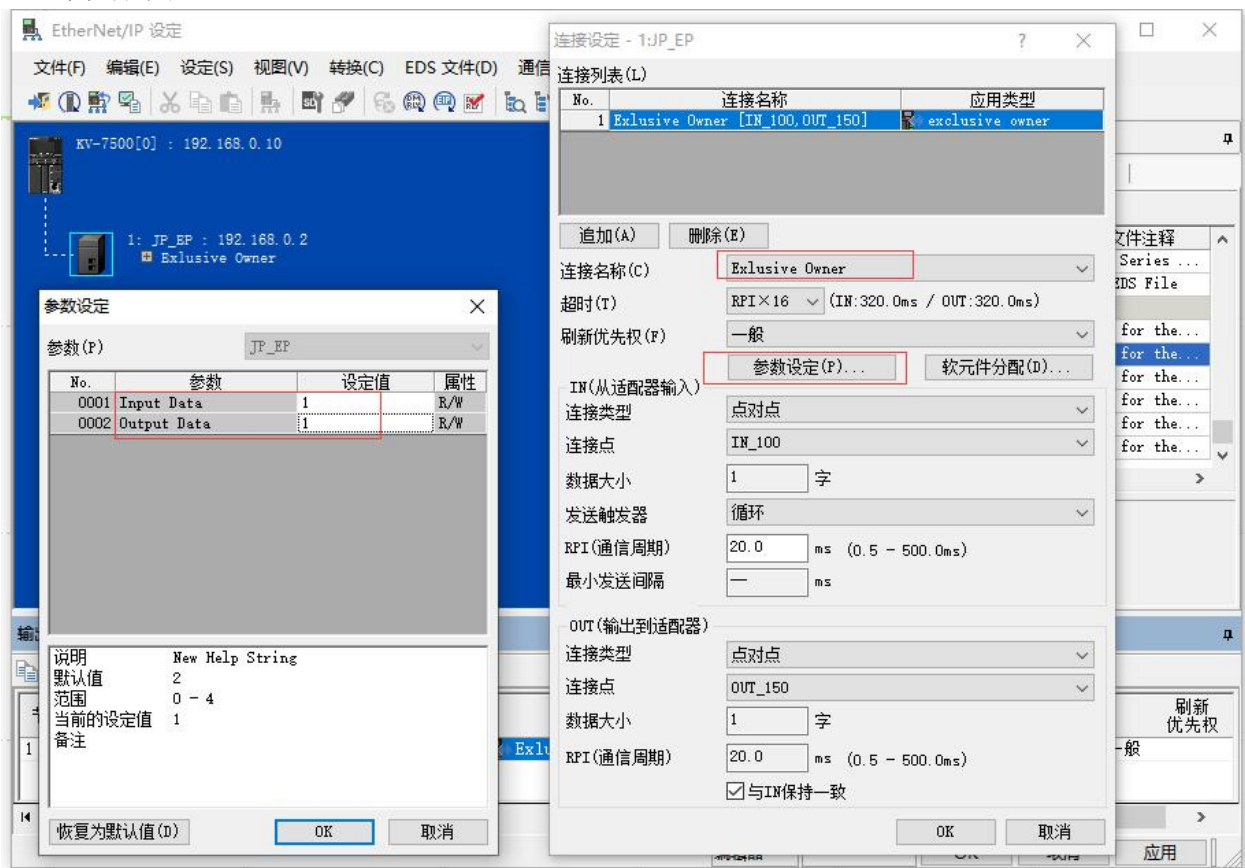 EtherNet/IP 设定
文件(F) 编辑(E) 设定(S) 视图(V) 转换(C) EDS 文件(D) 通信
KV-7500[0] : 192.168.0.10
1: JP_EP : 192.168.0.2
Exlusive Owner
参数设定
参数(P) JP_EP
No. 参数 设定值 属性
0001 Input Data 1 R/W
0002 Output Data 1 R/W
说明 New Help String
默认值 2
范围 0 - 4
当前的设定值 1
备注
恢复为默认值(D) OK 取消
连接设定 - 1:JP_EP
连接列表(L)
No. 连接名称 应用类型
1 Exlusive Owner [IN_100,OUT_150] exclusive owner
追加(A) 删除(E)
连接名称(C) Exlusive Owner
超时(T) RPI×16 (IN:320.0ms / OUT:320.0ms)
刷新优先权(F) 一般
参数设定(P)... 软元件分配(D)...
IN(从适配器输入)
连接类型 点对点
连接点 IN_100
数据大小 1 字
发送触发器 循环
RPI(通信周期) 20.0 ms (0.5 - 500.0ms)
最小发送间隔 — ms
OUT(输出到适配器)
连接类型 点对点
连接点 OUT_150
数据大小 1 字
RPI(通信周期) 20.0 ms (0.5 - 500.0ms)
与IN保持一致
OK 取消
文件注释
Series ...
EDS File
for the...
for the...
for the...
for the...
for the...
for the...
刷新
优先权
1 Exlu 一般
应用